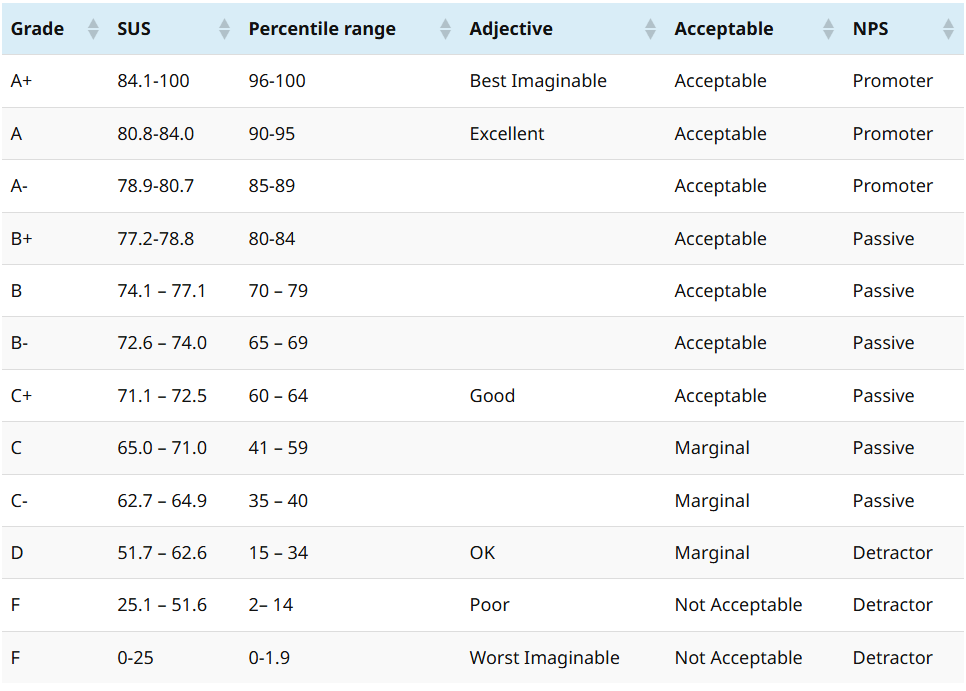 Grade SUS Percentile range Adjective Acceptable NPS
A+ 84.1-100 96-100 Best Imaginable Acceptable Promoter
A 80.8-84.0 90-95 Excellent Acceptable Promoter
A- 78.9-80.7 85-89 Acceptable Promoter
B+ 77.2-78.8 80-84 Acceptable Passive
B 74.1 – 77.1 70 – 79 Acceptable Passive
B- 72.6 – 74.0 65 – 69 Acceptable Passive
C+ 71.1 – 72.5 60 – 64 Good Acceptable Passive
C 65.0 – 71.0 41 – 59 Marginal Passive
C- 62.7 – 64.9 35 – 40 Marginal Passive
D 51.7 – 62.6 15 – 34 OK Marginal Detractor
F 25.1 – 51.6 2– 14 Poor Not Acceptable Detractor
F 0-25 0-1.9 Worst Imaginable Not Acceptable Detractor